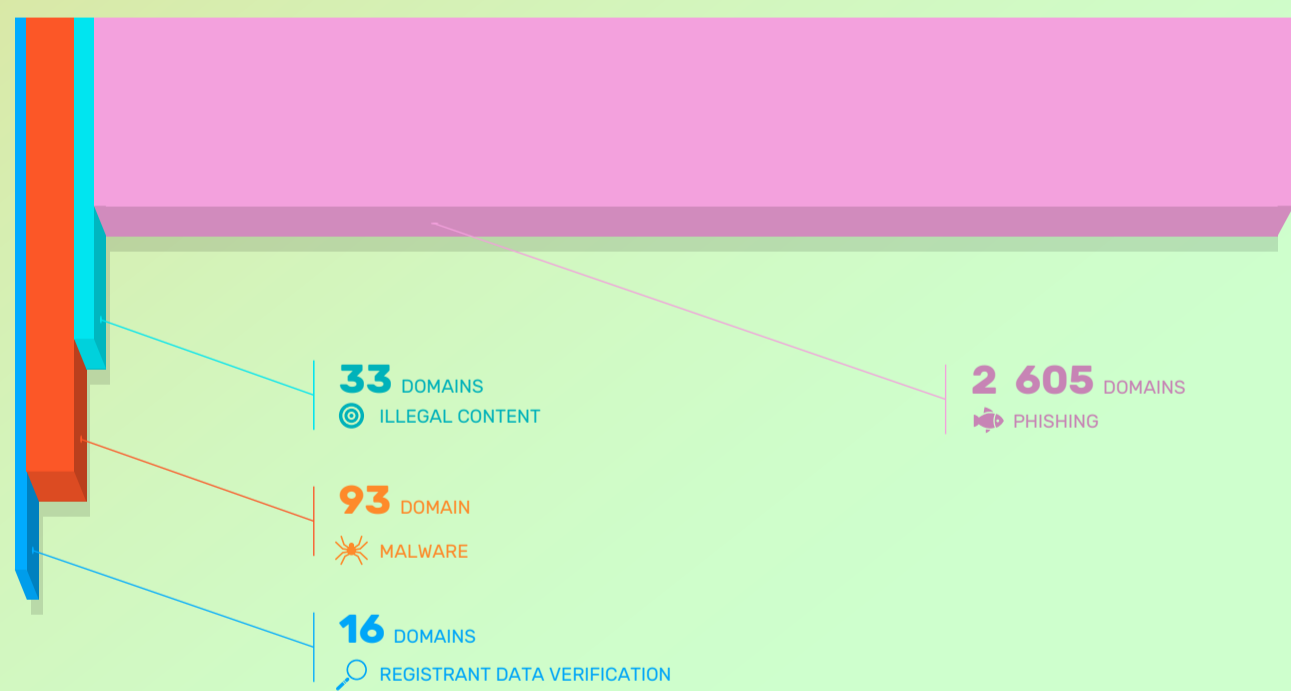 33 DOMAINS
ILLEGAL CONTENT
2 605 DOMAINS
PHISHING
93 DOMAIN
MALWARE
16 DOMAINS
REGISTRANT DATA VERIFICATION